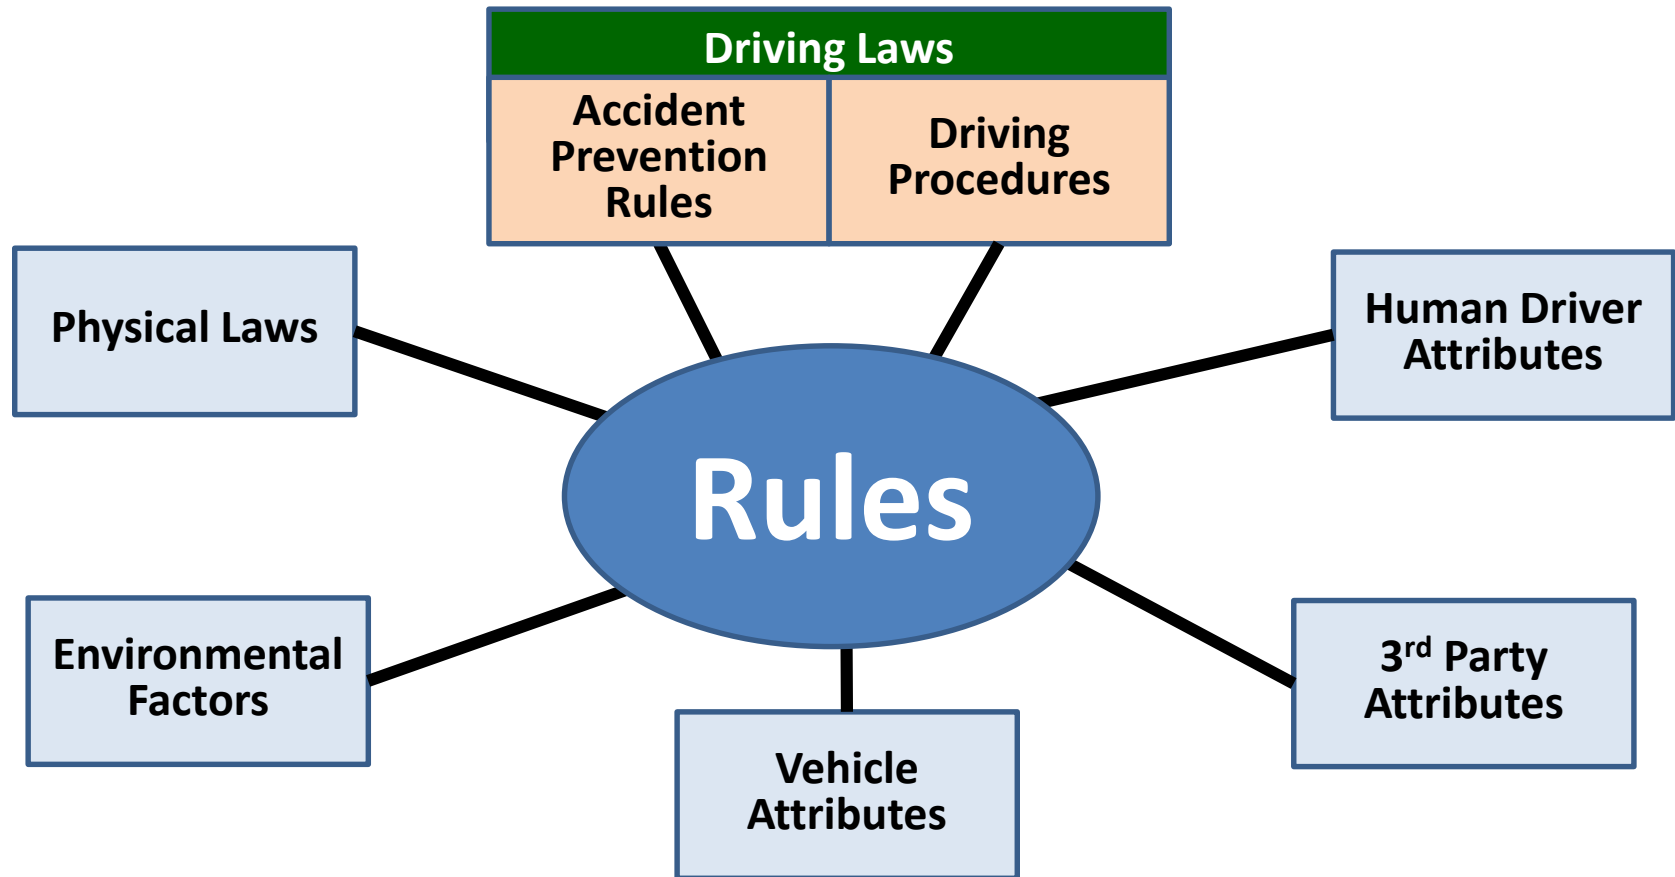 Driving Laws
Accident
Prevention
Rules
Driving
Procedures
Physical Laws
Human Driver
Attributes
Rules
Environmental
Factors
3rd Party
Attributes
Vehicle
Attributes